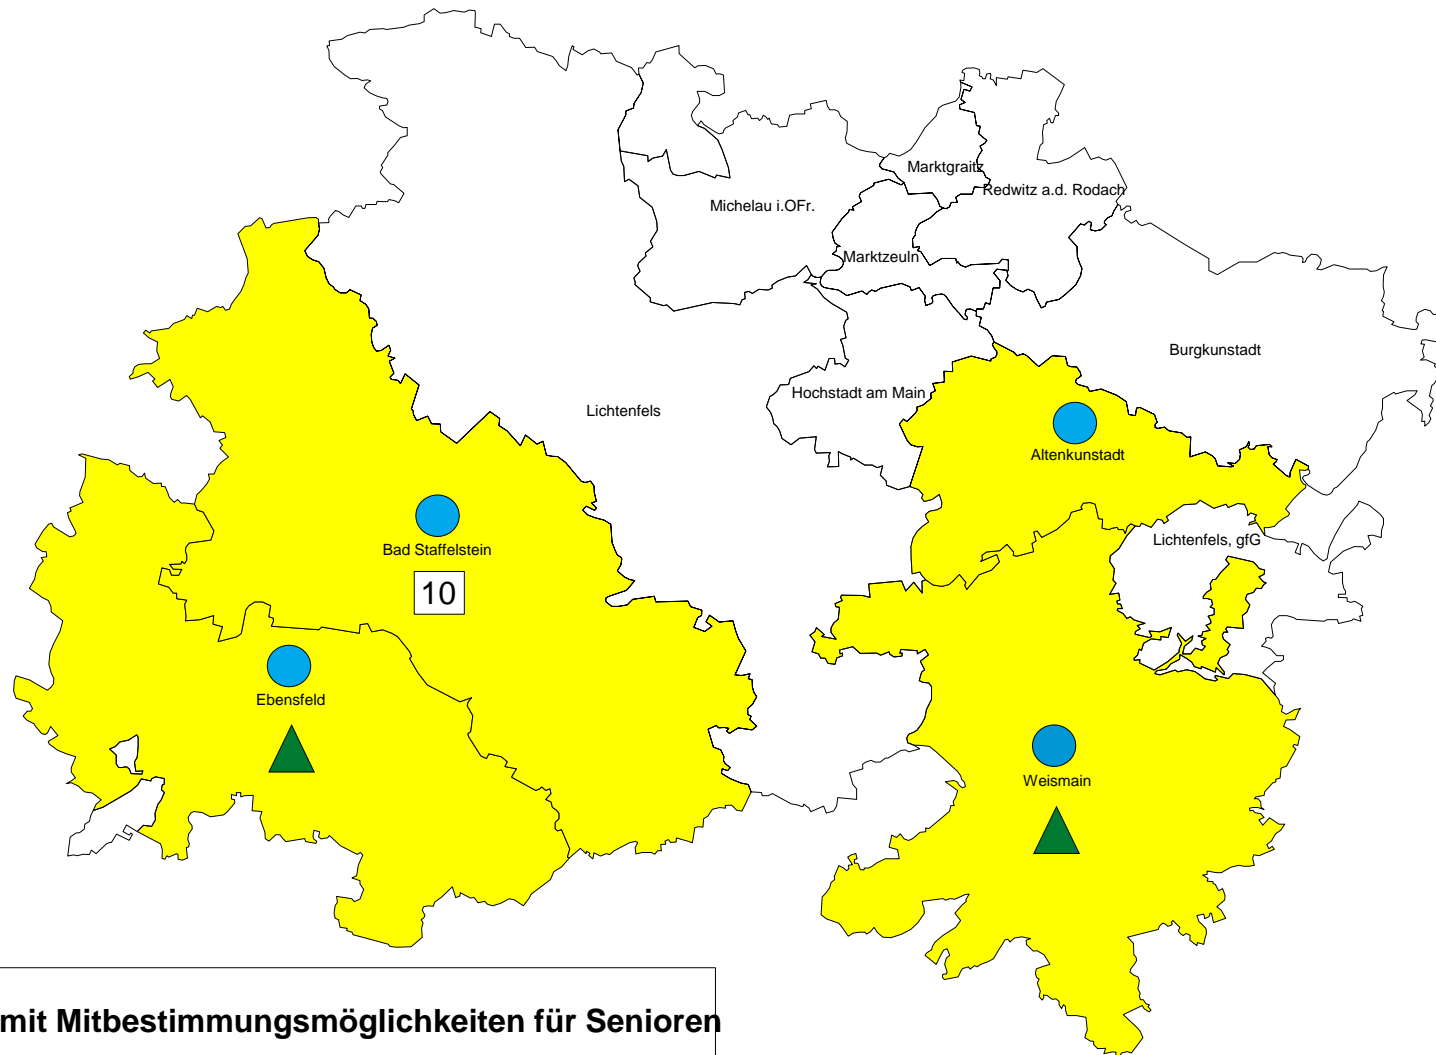 Marktgraitz
Redwitz a.d. Rodach
Michelau i.OFr.
Marktzeuln
Burgkunstadt
Hochstadt am Main
Lichtenfels
Altenkunstadt
Lichtenfels, gfG
Bad Staffelstein
10
Ebensfeld
Weismain
mit Mitbestimmungsmöglichkeiten für Senioren